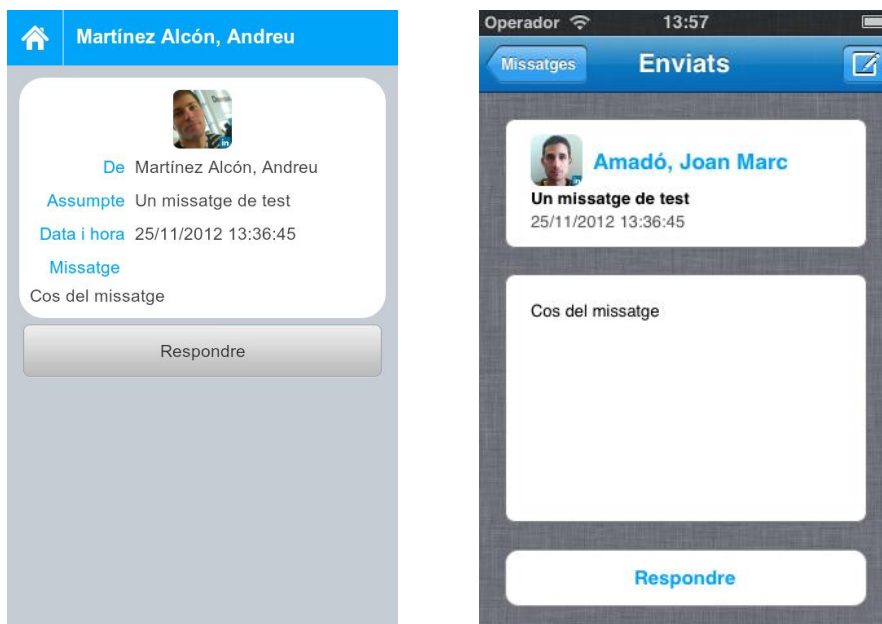 Martínez Alcón, Andreu
De Martínez Alcón, Andreu
Assumpte Un missatge de test
Data i hora 25/11/2012 13:36:45
Missatge
Cos del missatge
Respondre
Operador 13:57
Missatges Enviats
Amadó, Joan Marc
Un missatge de test
25/11/2012 13:36:45
Cos del missatge
Respondre